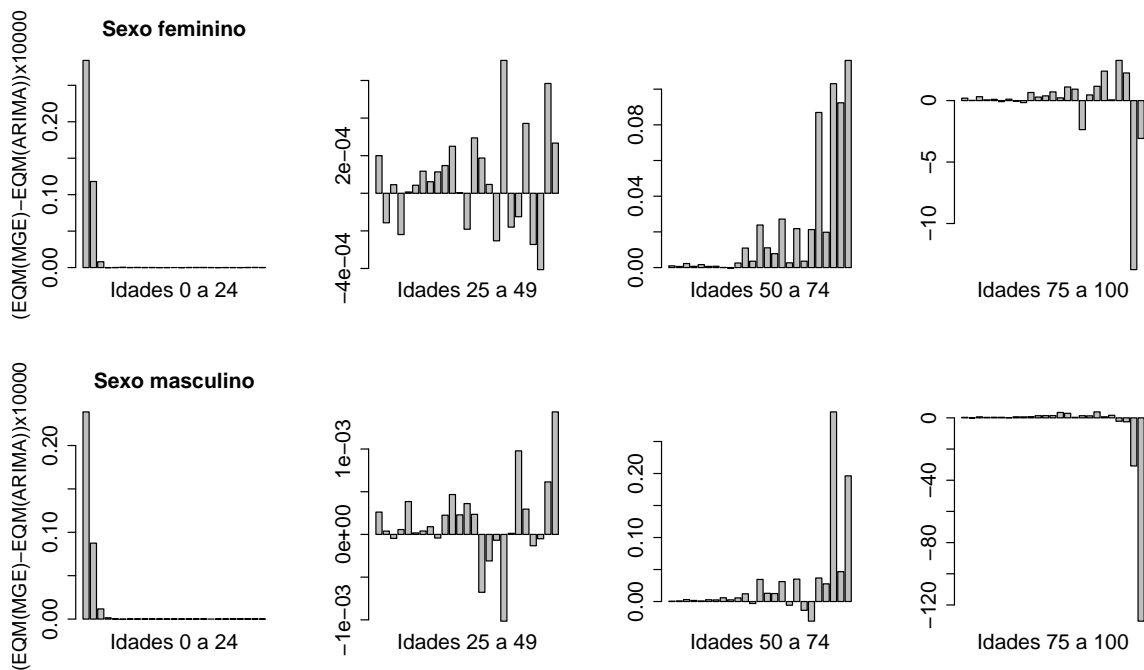 Sexo feminino
(EQM(MGE)−EQM(ARIMA))x10000
0.00 0.10 0.20
Idades 0 a 24
−4e−04 2e−04
Idades 25 a 49
0.00 0.04 0.08
Idades 50 a 74
−10 −5 0
Idades 75 a 100
Sexo masculino
(EQM(MGE)−EQM(ARIMA))x10000
0.00 0.10 0.20
Idades 0 a 24
−1e−03 0e+00 1e−03
Idades 25 a 49
0.00 0.10 0.20
Idades 50 a 74
−120 −80 −40 0
Idades 75 a 100